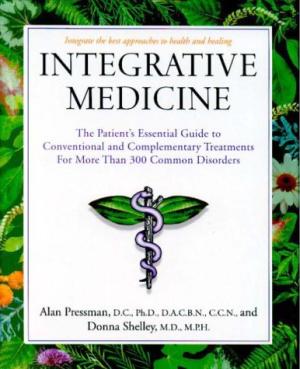 Integrate the best approaches to health and healing
INTEGRATIVE
MEDICINE
The Patient's Essential Guide to
Conventional and Complementary Treatments
For More Than 300 Common Disorders
Alan Pressman, D.C., Ph.D., D.A.C.B.N., C.C.N., and
Donna Shelley, M.D., M.P.H.